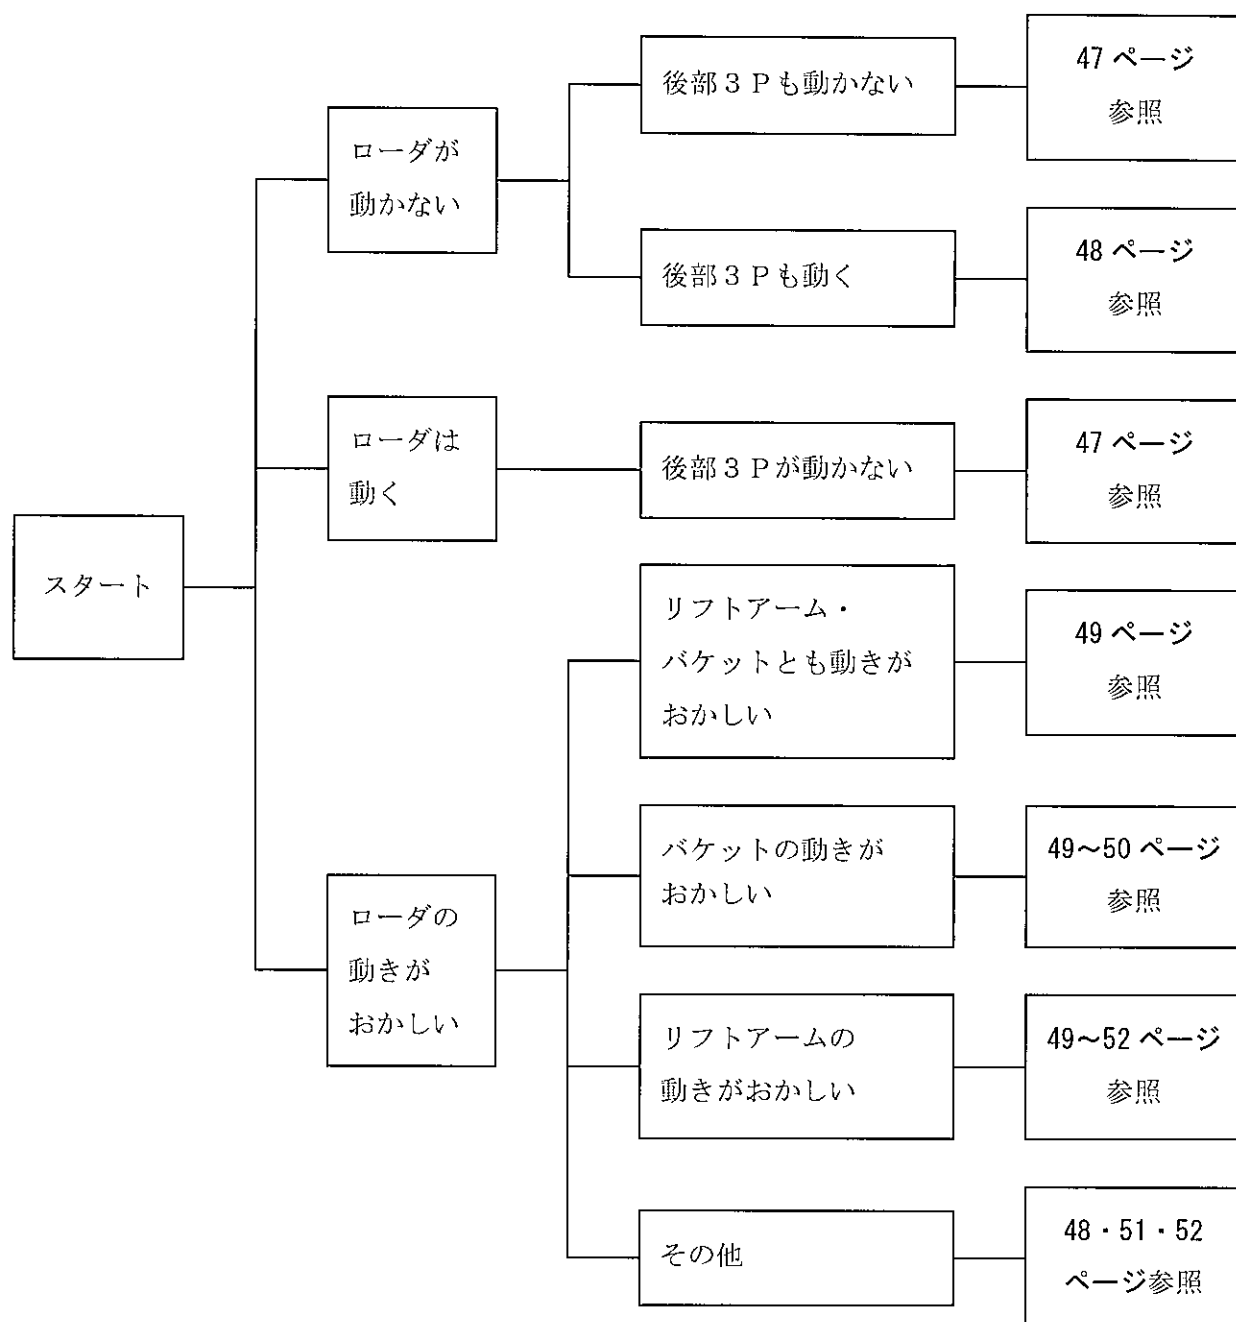 スタート
ローダが
動かない
後部３Ｐも動かない
47 ページ
参照
後部３Ｐも動く
48 ページ
参照
ローダは
動く
後部３Ｐが動かない
47 ページ
参照
ローダの
動きが
おかしい
リフトアーム・
バケットとも動きが
おかしい
49 ページ
参照
バケットの動きが
おかしい
49～50 ページ
参照
リフトアームの
動きがおかしい
49～52 ページ
参照
その他
48・51・52
ページ参照